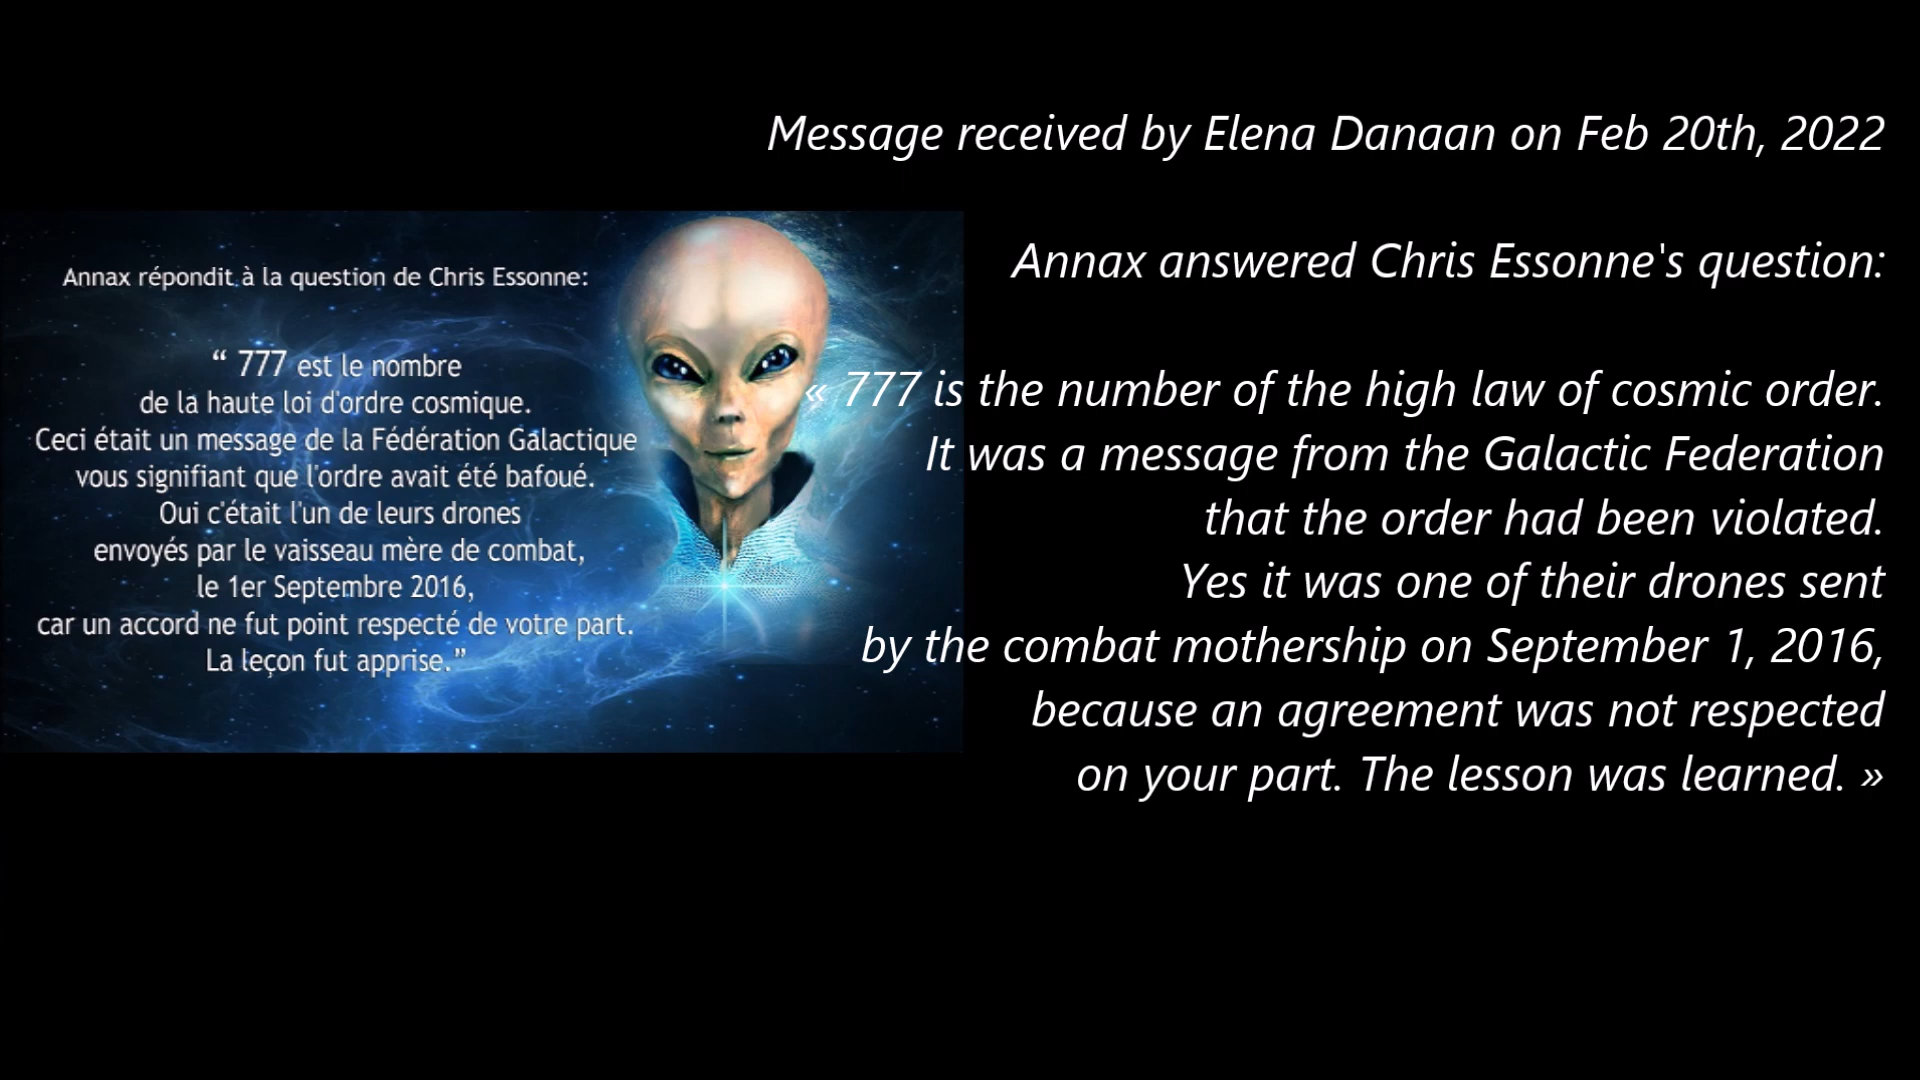 Message received by Elena Danaan on Feb 20th, 2022
Annax répondit à la question de Chris Essonne:
“ 777 est le nombre
de la haute loi d'ordre cosmique.
Ceci était un message de la Fédération Galactique
vous signifiant que l'ordre avait été bafoué.
Oui c'était l'un de leurs drones
envoyés par le vaisseau mère de combat,
le 1er Septembre 2016,
car un accord ne fut point respecté de votre part.
La leçon fut apprise.”
Annax answered Chris Essonne's question:
« 777 is the number of the high law of cosmic order.
It was a message from the Galactic Federation
that the order had been violated.
Yes it was one of their drones sent
by the combat mothership on September 1, 2016,
because an agreement was not respected
on your part. The lesson was learned. »